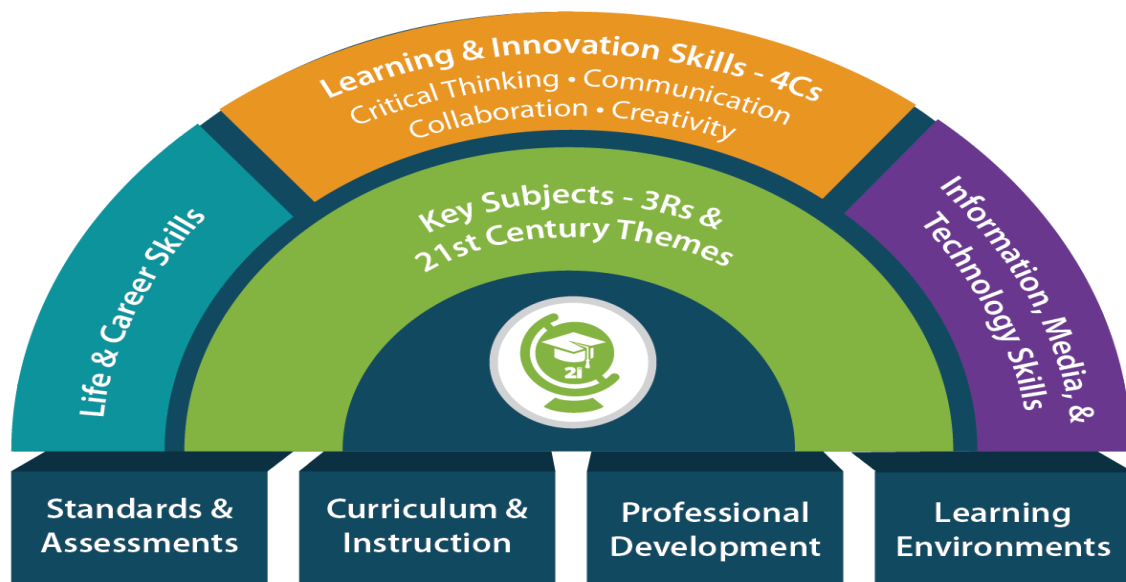 Learning & Innovation Skills - 4Cs
Critical Thinking • Communication
Collaboration • Creativity
Life & Career Skills
Key Subjects - 3Rs &
21st Century Themes
Information, Media, &
Technology Skills
21
Standards &
Assessments
Curriculum &
Instruction
Professional
Development
Learning
Environments